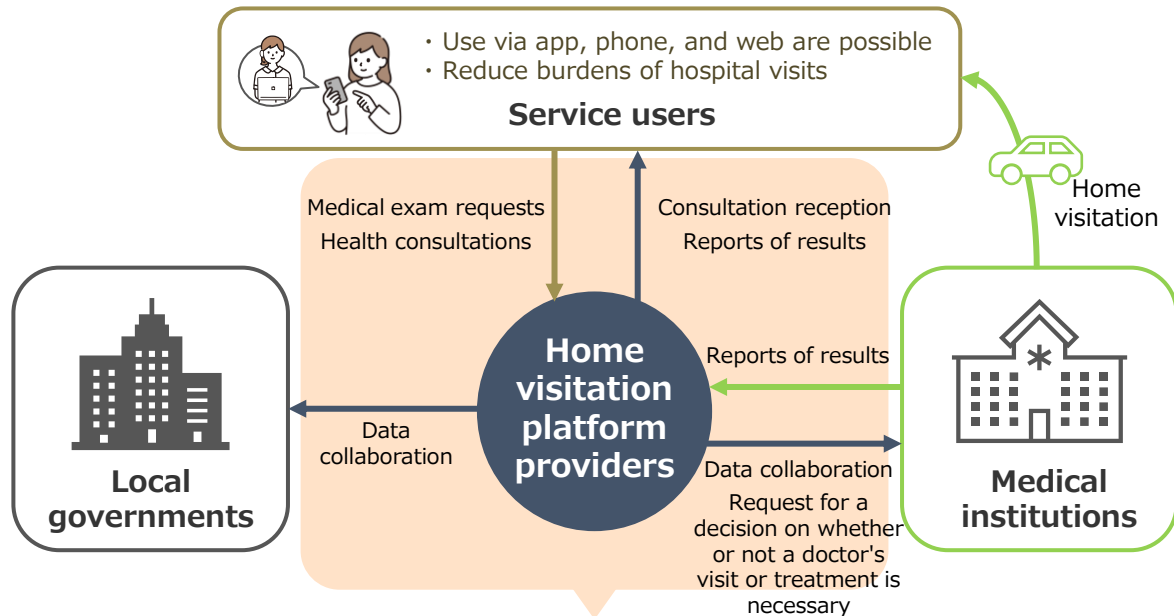 ・Use via app, phone, and web are possible
・Reduce burdens of hospital visits
Service users
Home
visitation
Medical exam requests
Health consultations
Consultation reception
Reports of results
Local
governments
Data
collaboration
Home
visitation
platform
providers
Reports of results
Data collaboration
Request for a
decision on whether
or not a doctor's
visit or treatment is
necessary
Medical
institutions